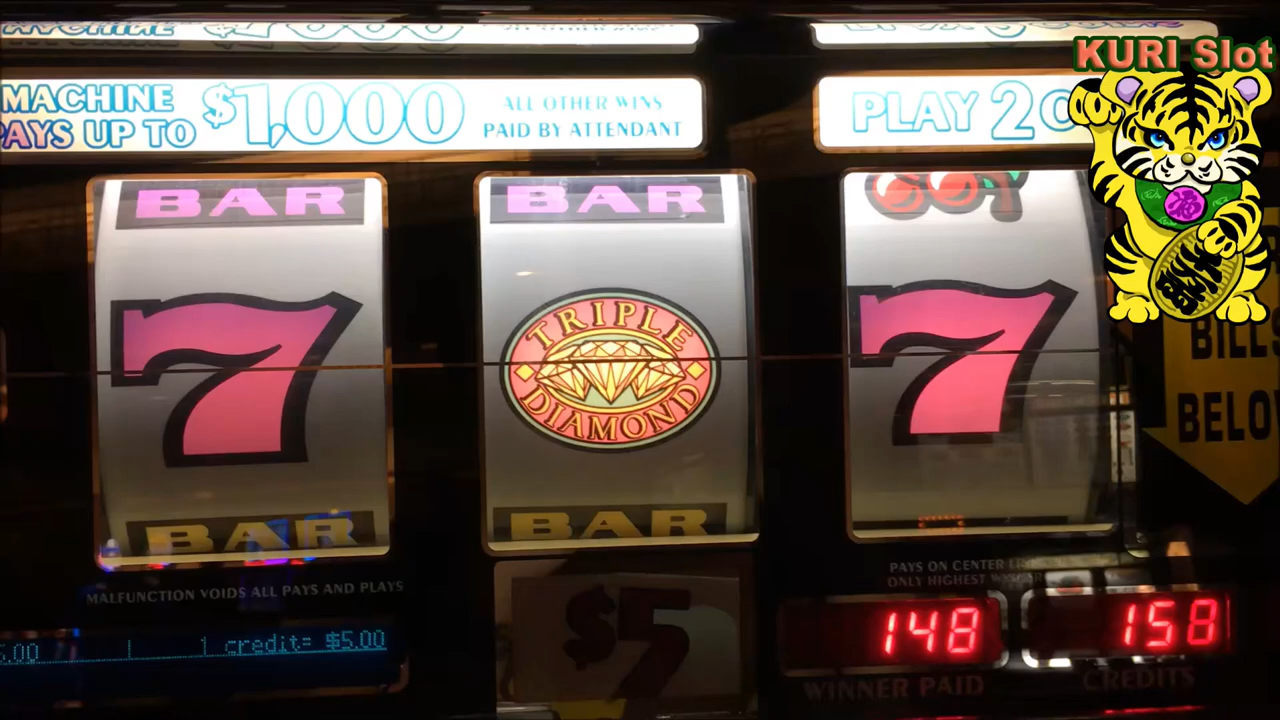 KURI Slot
MACHINE
PAYS UP TO
$1,000
ALL OTHER WINS
PAID BY ATTENDANT
PLAY 2
BAR
BAR
7
TRIPLE
DIAMOND
7
福
BILLS
BELOW
BAR
BAR
MALFUNCTION VOIDS ALL PAYS AND PLAYS
PAYS ON CENTER
ONLY HIGHEST
1 credit= $5.00
$5
148
158
WINNER PAID
CREDITS